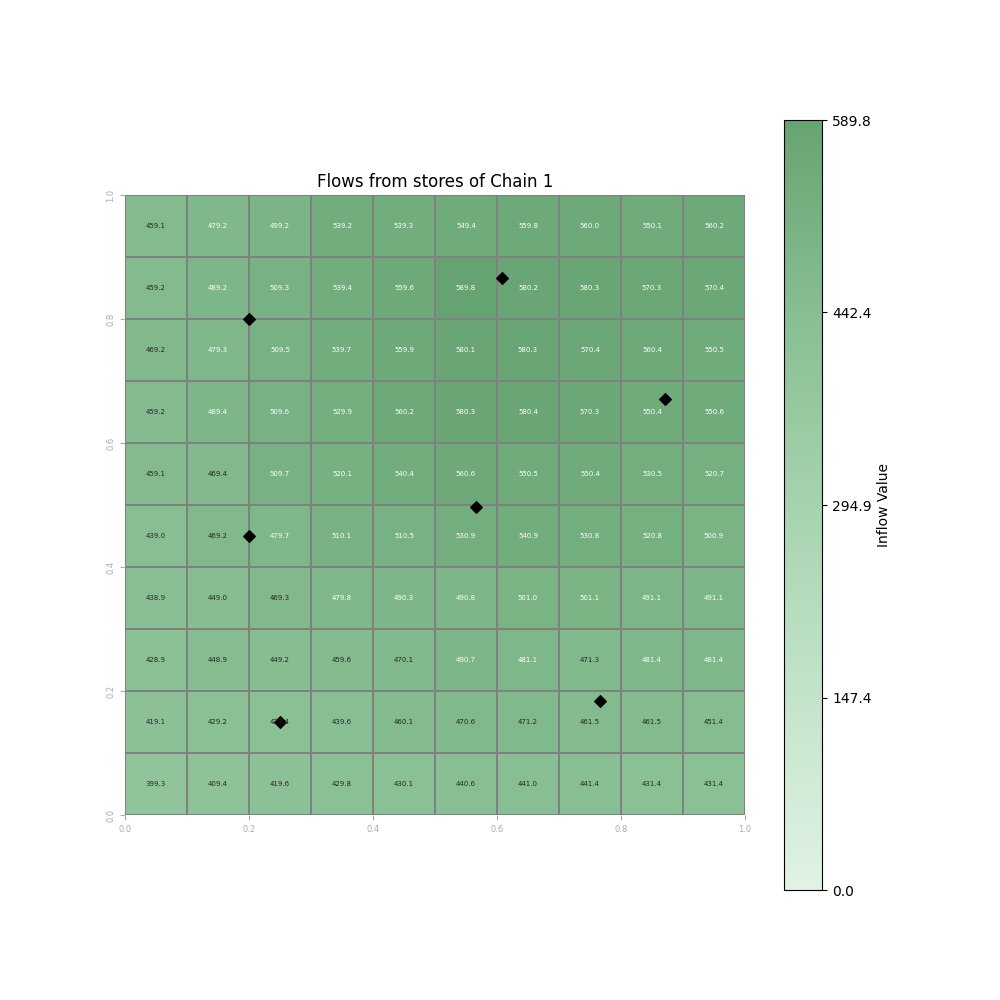 Flows from stores of Chain 1
1.0
459.1 479.2 499.2 539.2 539.3 549.4 559.8 560.0 550.1 560.2
459.2 489.2 509.3 539.4 559.6 589.8 580.2 580.3 570.3 570.4
0.8
469.2 479.3 509.5 539.7 559.9 580.1 580.3 570.4 560.4 550.5
459.2 489.4 509.6 529.9 560.2 580.3 580.4 570.3 550.4 550.6
0.6
459.1 469.4 509.7 520.1 540.4 560.6 550.5 550.4 530.5 520.7
439.0 469.2 479.7 510.1 510.5 530.9 540.9 530.8 520.8 500.9
0.4
438.9 449.0 469.3 479.8 490.3 490.8 501.0 501.1 491.1 491.1
428.9 448.9 449.2 459.6 470.1 490.7 481.1 471.3 481.4 481.4
0.2
419.1 429.2 439.6 460.1 470.6 471.2 461.5 461.5 451.4
399.3 409.4 419.6 429.8 430.1 440.6 441.0 441.4 431.4 431.4
0.0
0.0 0.2 0.4 0.6 0.8 1.0
589.8
442.4
294.9
147.4
0.0
Inflow Value